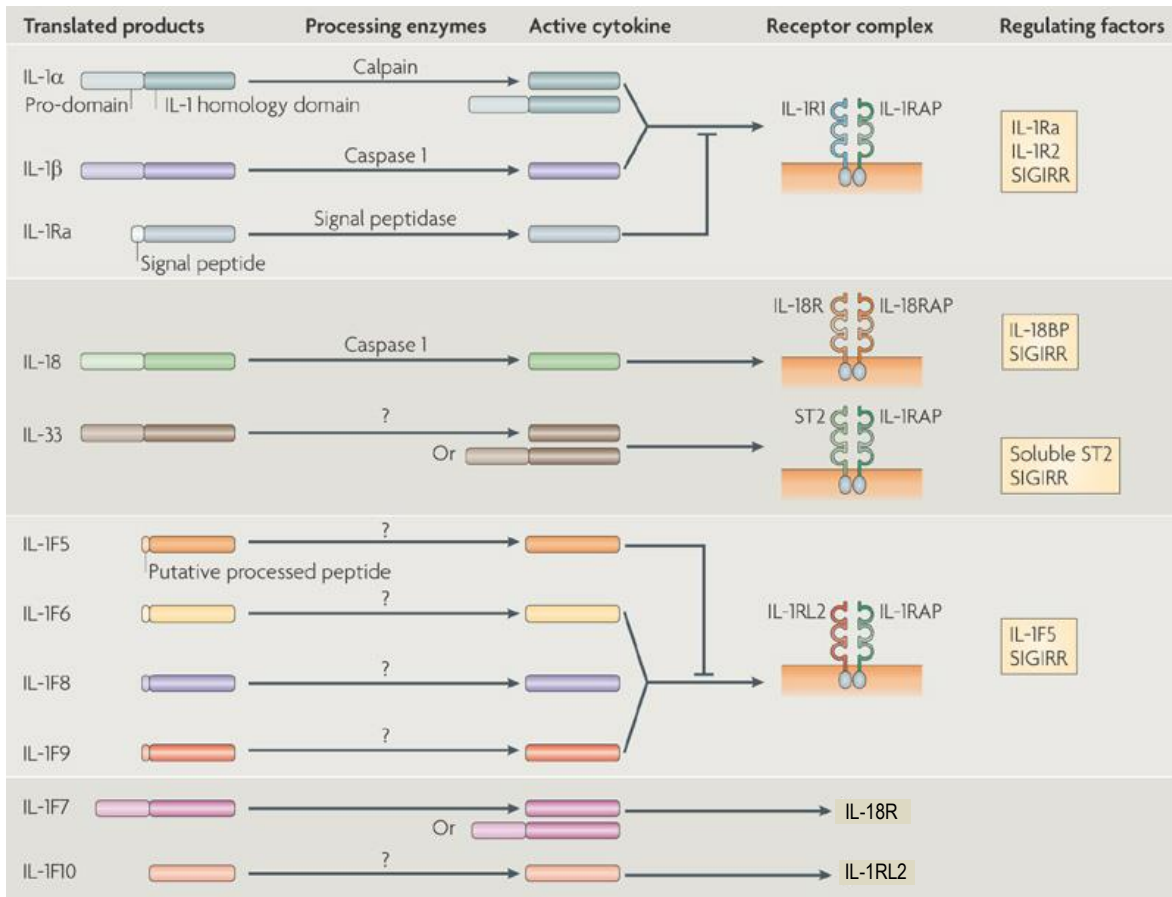 Translated products Processing enzymes Active cytokine Receptor complex Regulating factors
IL-1α Calpain
Pro-domain IL-1 homology domain
IL-1R1 IL-1RAP
IL-1Ra
IL-1R2
SIGIRR
IL-1β Caspase 1
IL-1Ra Signal peptidase
Signal peptide
IL-18R IL-18RAP
IL-18BP
SIGIRR
IL-18 Caspase 1
IL-33 ?
Or
ST2 IL-1RAP
Soluble ST2
SIGIRR
IL-1F5 ?
Putative processed peptide
IL-1F6 ?
IL-1RL2 IL-1RAP
IL-1F5
SIGIRR
IL-1F8 ?
IL-1F9 ?
IL-1F7 IL-18R
Or
IL-1F10 ? IL-1RL2